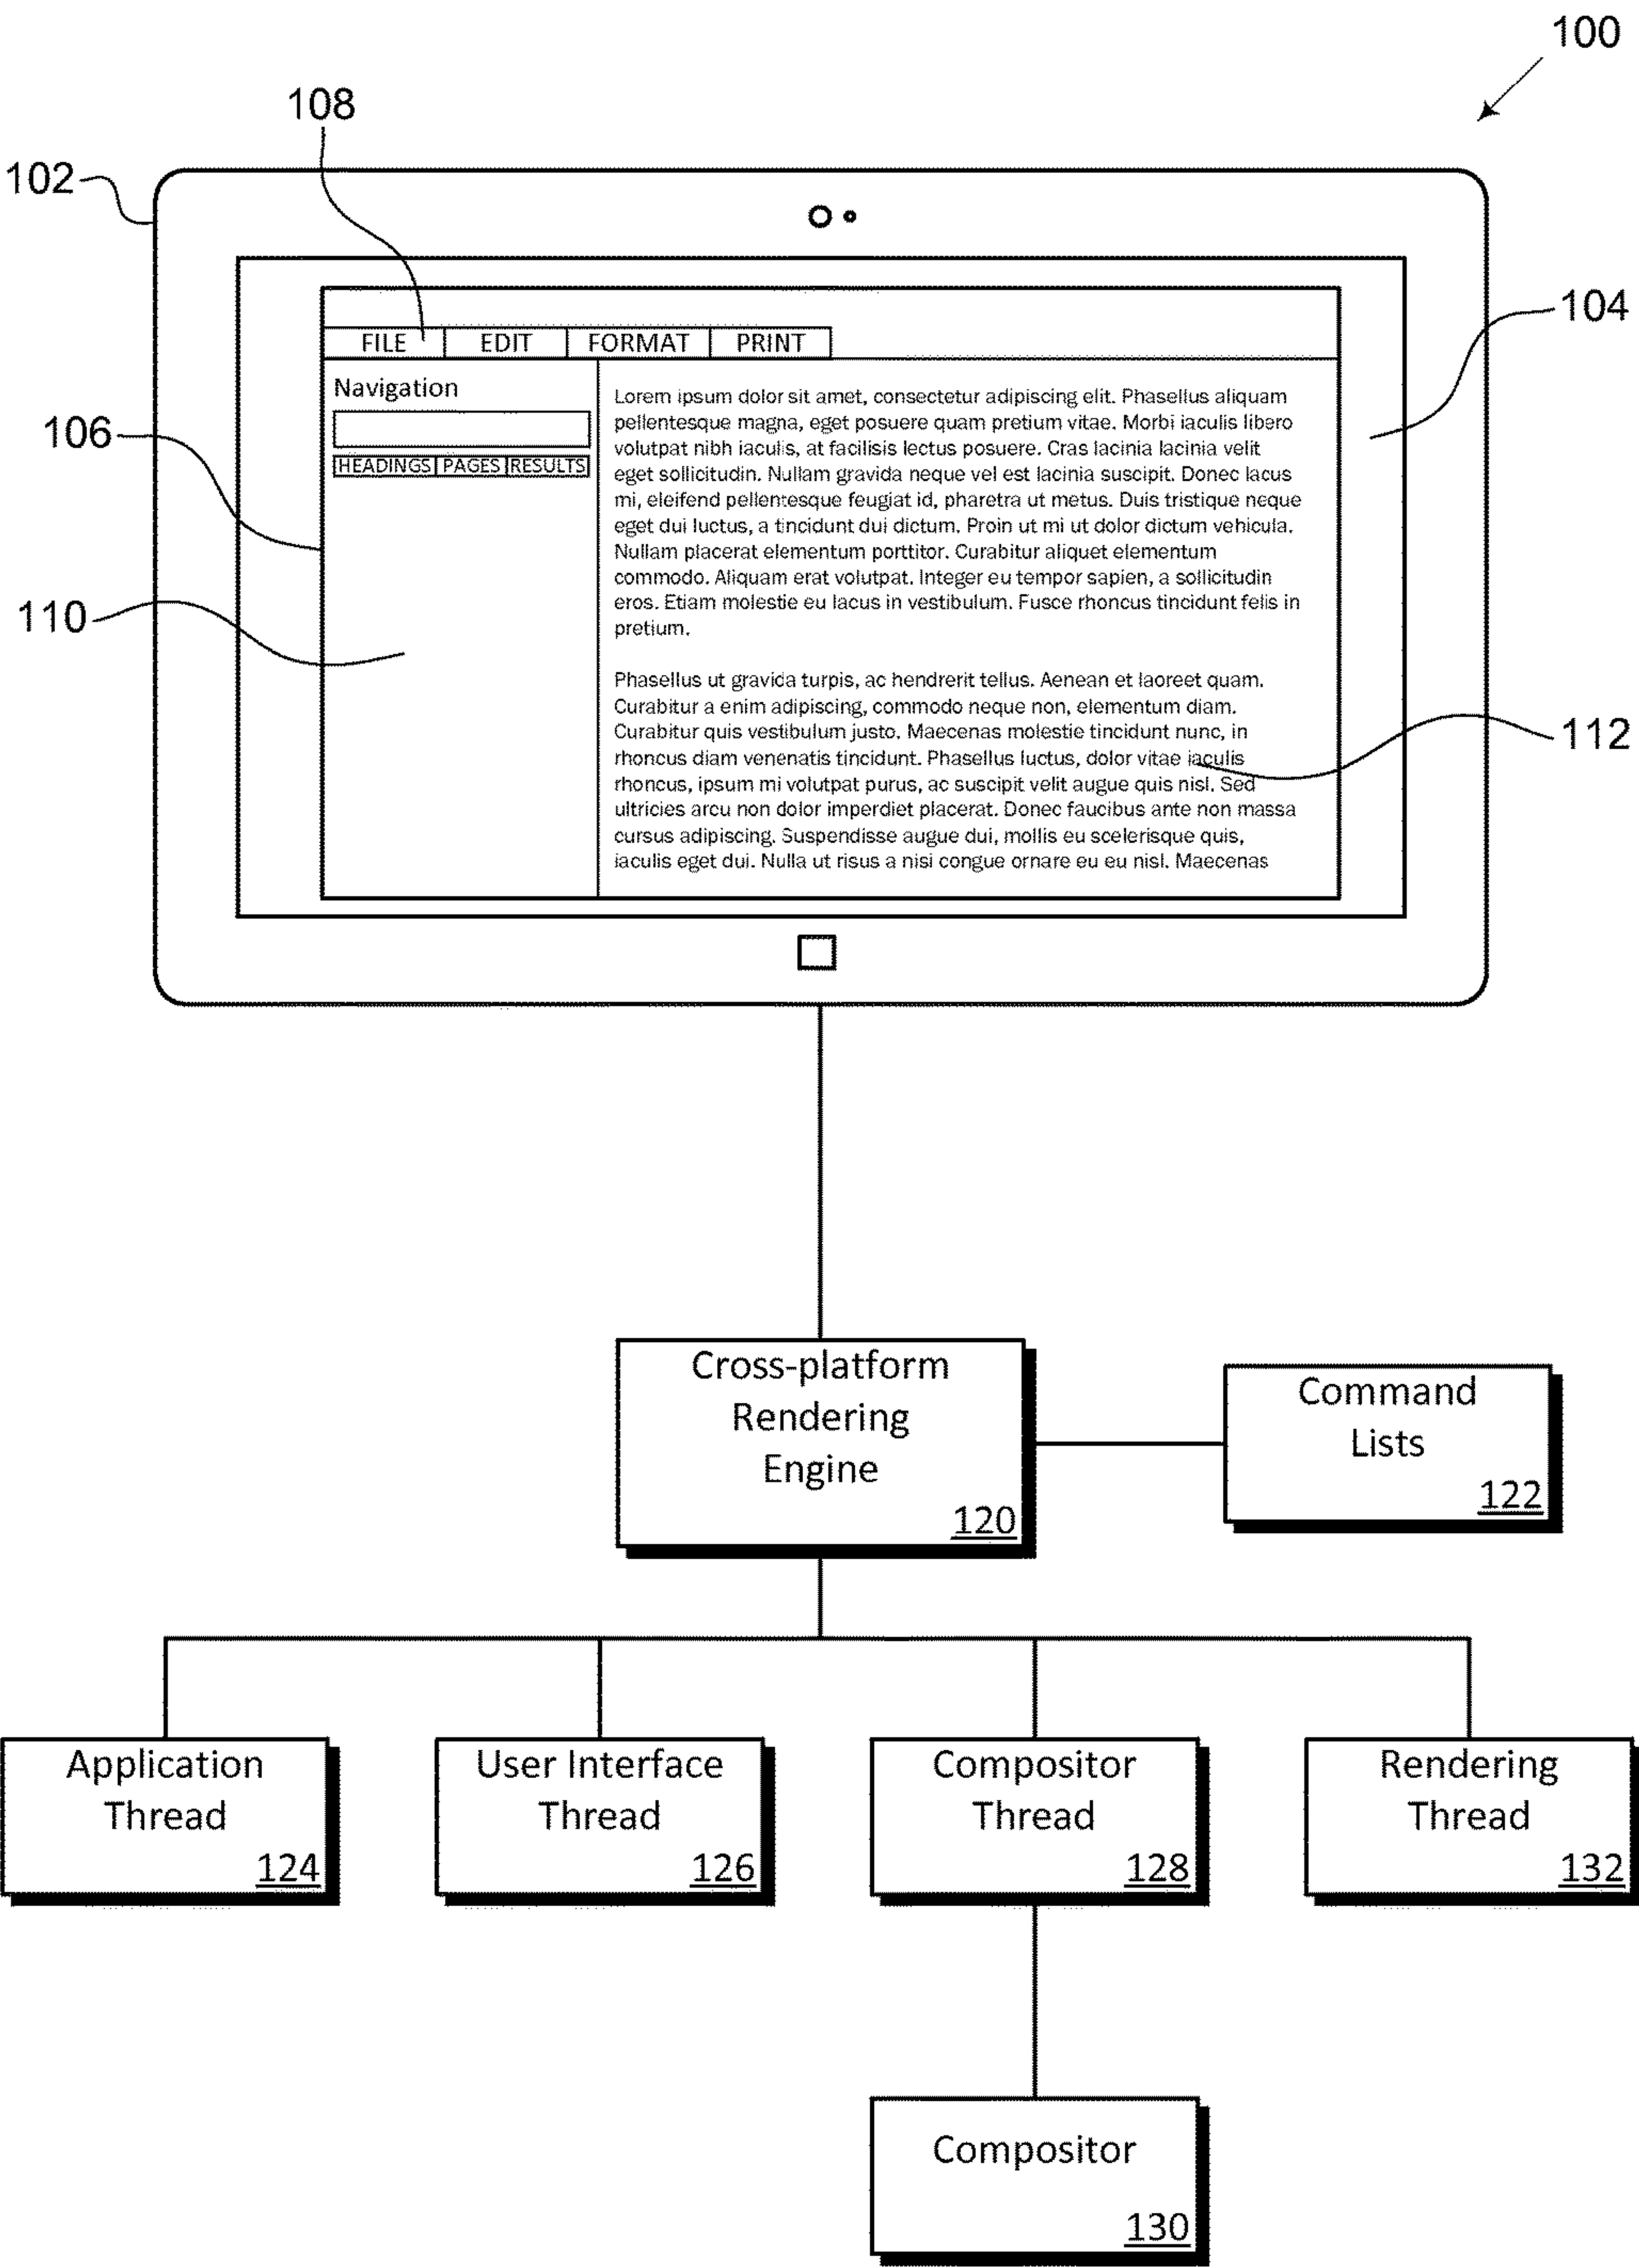 100
108
102
104
FILE EDIT FORMAT PRINT
Navigation
106
HEADINGS PAGES RESULTS
110
Lorem ipsum dolor sit amet, consectetur adipiscing elit. Phasellus aliquam
pellentesque magna, eget posuere quam pretium vitae. Morbi iaculis libero
volutpat nibh iaculis, at facilisis lectus posuere. Cras lacinia lacinia velit
eget sollicitudin. Nullam gravida neque vel est lacinia suscipit. Donec lacus
mi, eleifend pellentesque feugiat id, pharetra ut metus. Duis tristique neque
eget dui luctus, a tincidunt dui dictum. Proin ut mi ut dolor dictum vehicula.
Nullam placerat elementum porttitor. Curabitur aliquet elementum
commodo. Aliquam erat volutpat. Integer eu tempor sapien, a sollicitudin
eros. Etiam molestie eu lacus in vestibulum. Fusce rhoncus tincidunt felis in
pretium.
Phasellus ut gravida turpis, ac hendrerit tellus. Aenean et laoreet quam.
Curabitur a enim adipiscing, commodo neque non, elementum diam.
Curabitur quis vestibulum justo. Maecenas molestie tincidunt nunc, in
rhoncus diam venenatis tincidunt. Phasellus luctus, dolor vitae iaculis
rhoncus, ipsum mi volutpat purus, ac suscipit velit augue quis nisl. Sed
ultricies arcu non dolor imperdiet placerat. Donec faucibus ante non massa
cursus adipiscing. Suspendisse augue dui, mollis eu scelerisque quis,
iaculis eget dui. Nulla ut risus a nisi congue ornare eu eu nisl. Maecenas
112
Cross-platform
Rendering
Engine
120
Command
Lists
122
Application
Thread
124
User Interface
Thread
126
Compositor
Thread
128
Rendering
Thread
132
Compositor
130